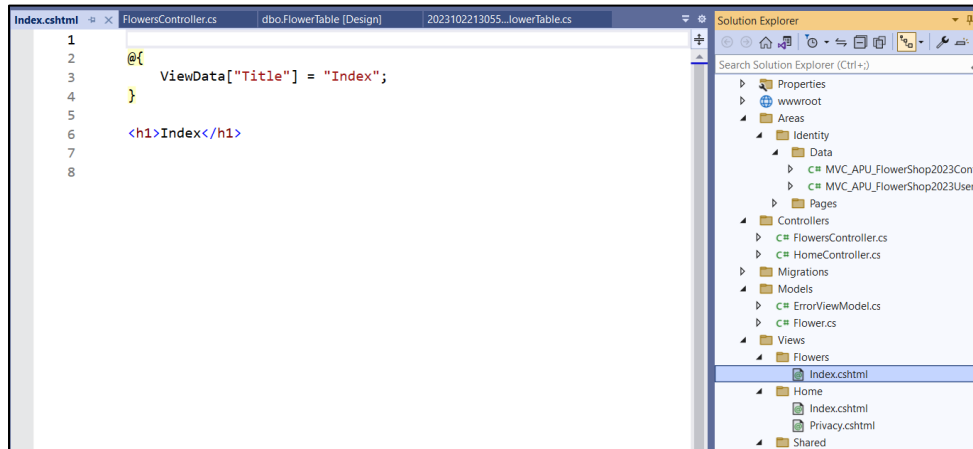 Index.cshtml FlowersController.cs dbo.FlowerTable [Design] 2023102213055...lowerTable.cs
1
2 @{
3 ViewData["Title"] = "Index";
4 }
5
6 <h1>Index</h1>
7
8
Solution Explorer
Search Solution Explorer (Ctrl+;)
Properties
wwwroot
Areas
Identity
Data
C# MVC_APU_FlowerShop2023Con
C# MVC_APU_FlowerShop2023User
Pages
Controllers
C# FlowersController.cs
C# HomeController.cs
Migrations
Models
C# ErrorViewModel.cs
C# Flower.cs
Views
Flowers
Index.cshtml
Home
Index.cshtml
Privacy.cshtml
Shared